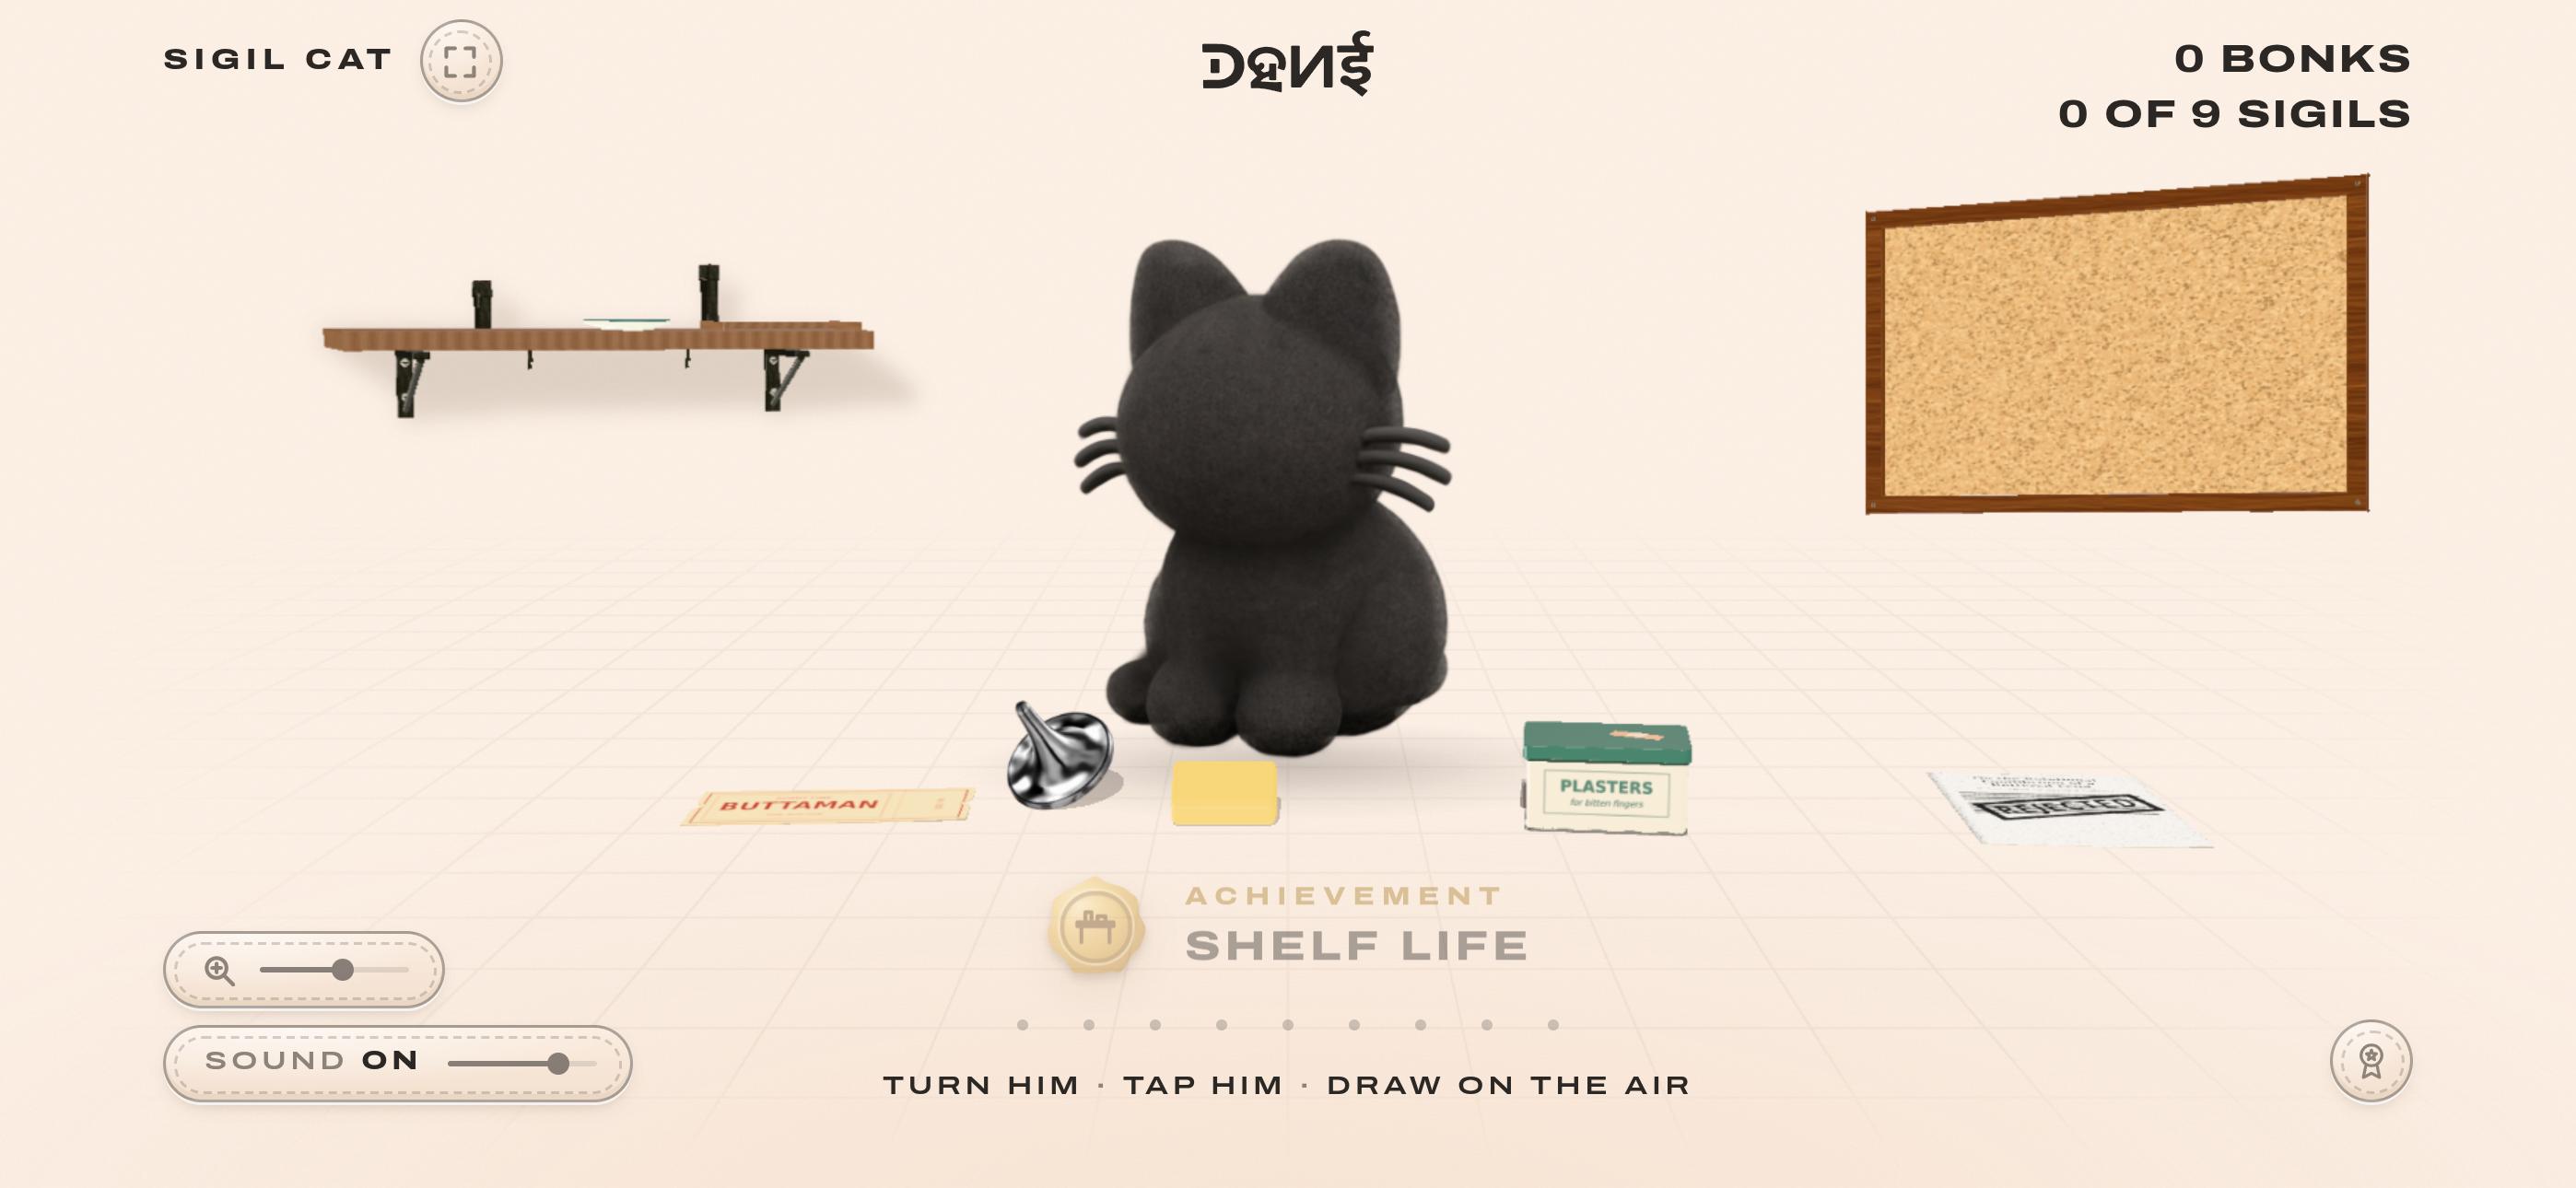 SIGIL CAT
DहNई
0 BONKS
0 OF 9 SIGILS
BUTTAMAN
PLASTERS
for bitten fingers
REJECTED
ACHIEVEMENT
SHELF LIFE
SOUND ON
TURN HIM · TAP HIM · DRAW ON THE AIR